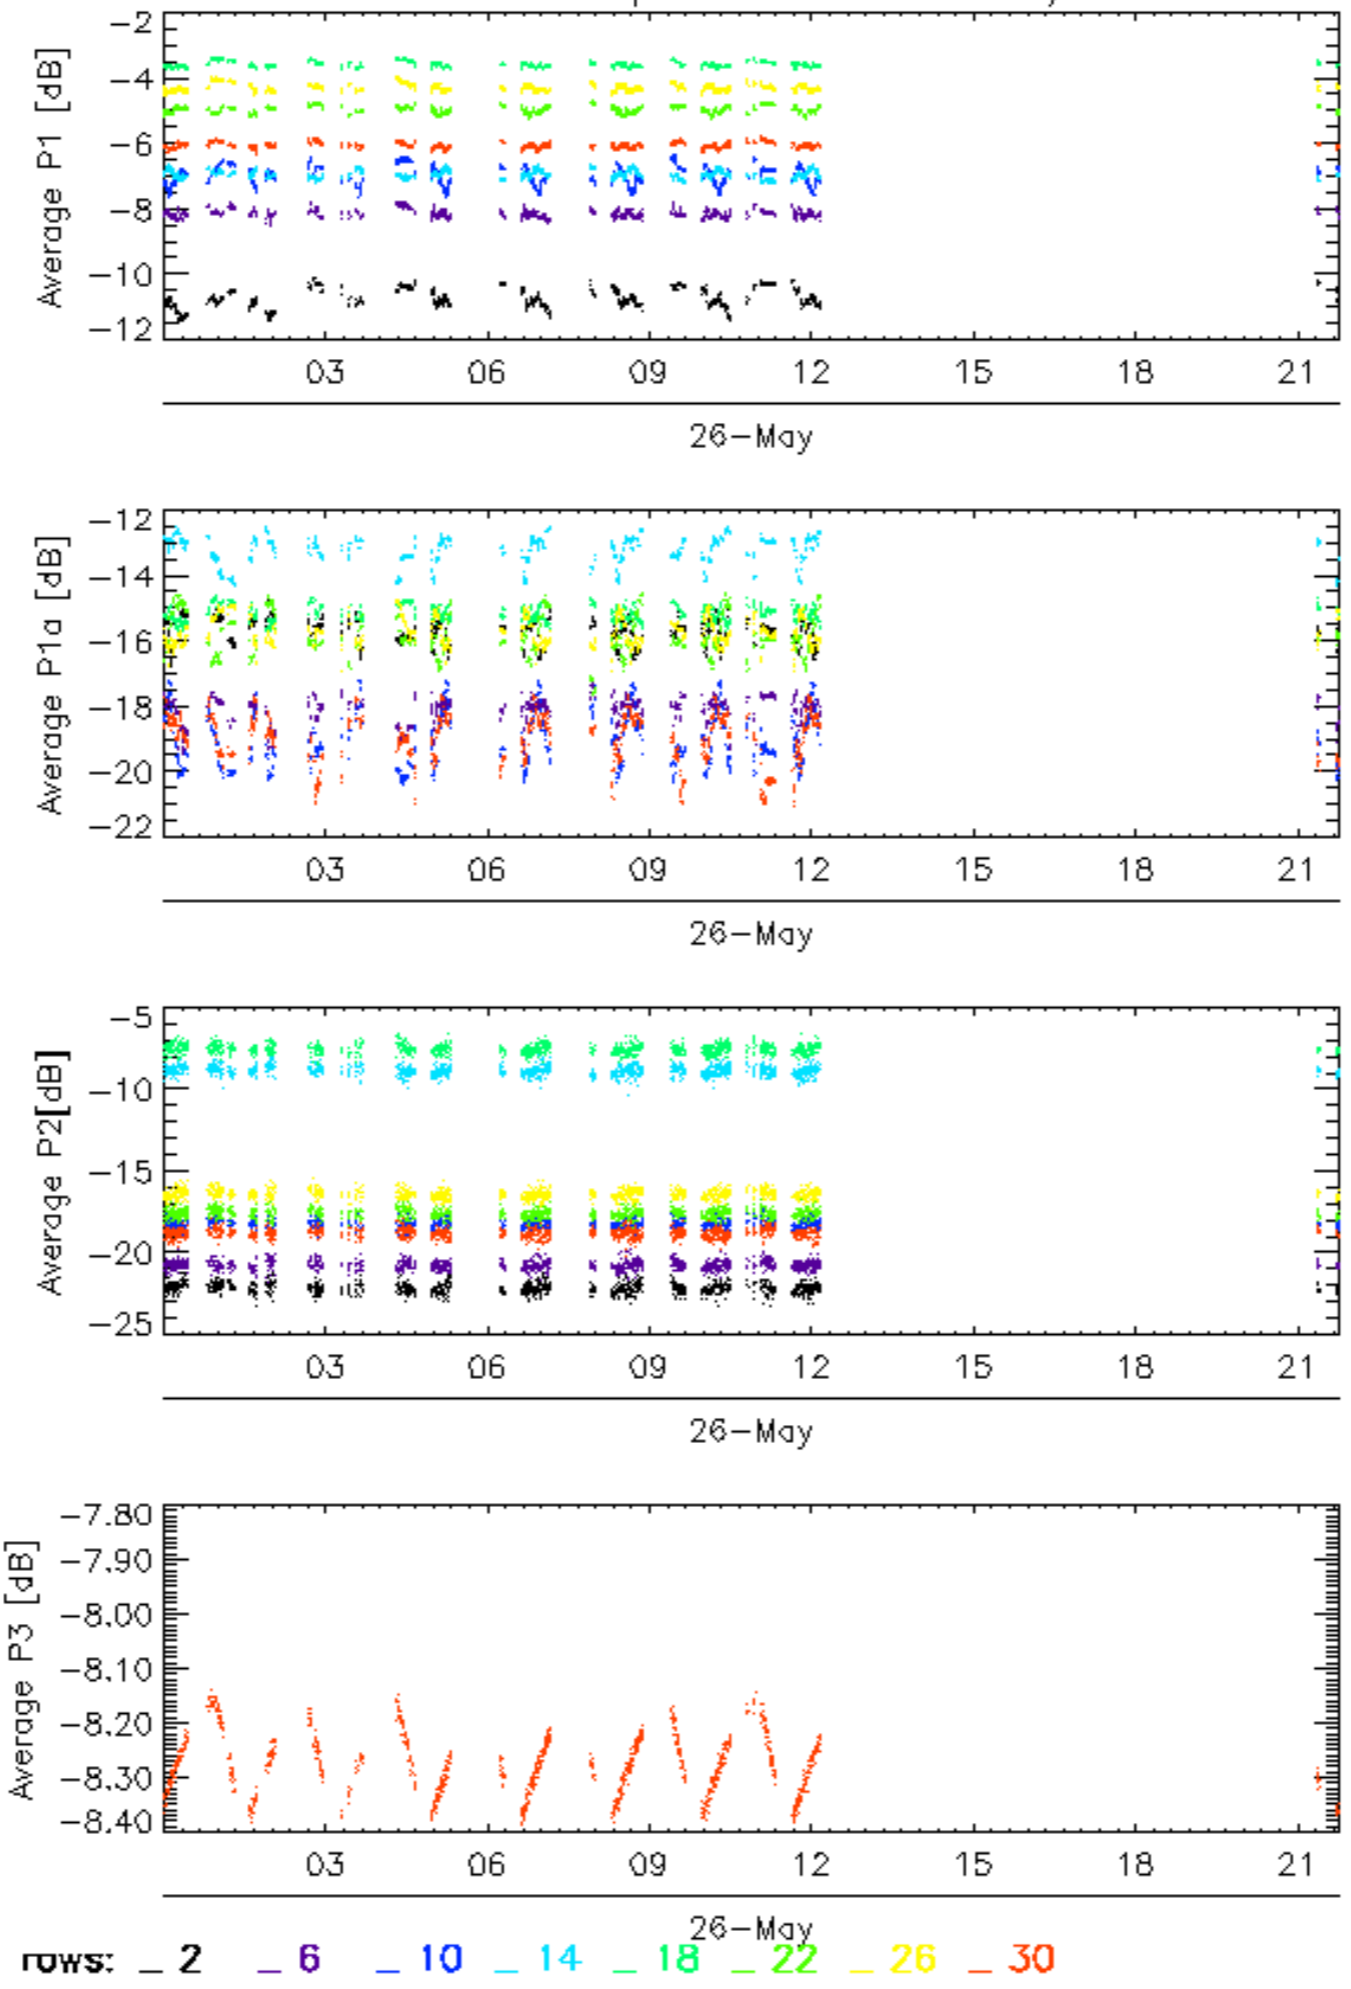 Average P1 [dB]
-2
-4
-6
-8
-10
-12
03 06 09 12 15 18 21
26-May
Average P1a [dB]
-12
-14
-16
-18
-20
-22
03 06 09 12 15 18 21
26-May
Average P2[dB]
-5
-10
-15
-20
-25
03 06 09 12 15 18 21
26-May
Average P3 [dB]
-7.80
-7.90
-8.00
-8.10
-8.20
-8.30
-8.40
03 06 09 12 15 18 21
26-May
rows: _ 2 _ 6 _ 10 _ 14 _ 18 _ 22 _ 26 _ 30